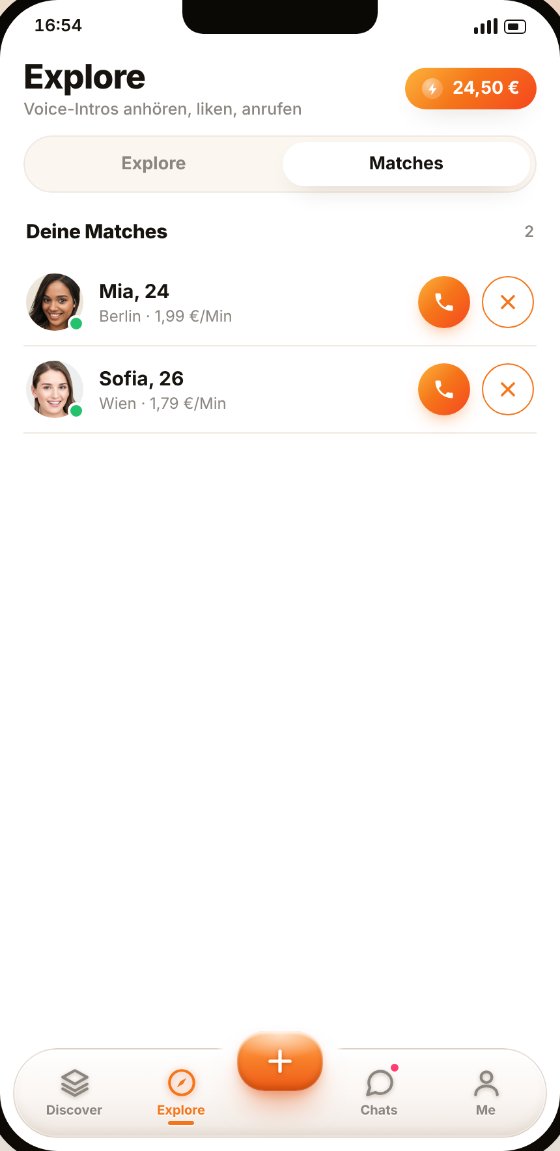 16:54
Explore
Voice-Intros anhören, liken, anrufen
24,50 €
Explore
Matches
Deine Matches
2
Mia, 24
Berlin · 1,99 €/Min
Sofia, 26
Wien · 1,79 €/Min
Discover
Explore
Chats
Me